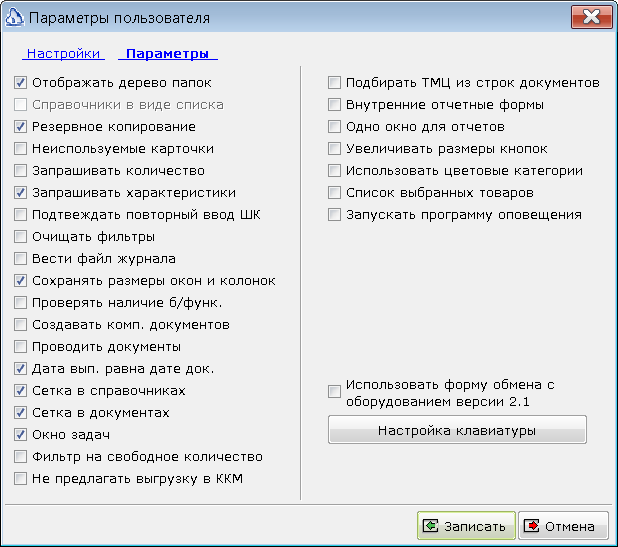 Параметры пользователя
Настройки Параметры
Отображать дерево папок
Справочники в виде списка
Резервное копирование
Неиспользуемые карточки
Запрашивать количество
Запрашивать характеристики
Подтвеждать повторный ввод ШК
Очищать фильтры
Вести файл журнала
Сохранять размеры окон и колонок
Проверять наличие б/функ.
Создавать комп. документов
Проводить документы
Дата вып. равна дате док.
Сетка в справочниках
Сетка в документах
Окно задач
Фильтр на свободное количество
Не предлагать выгрузку в ККМ
Подбирать ТМЦ из строк документов
Внутренние отчетные формы
Одно окно для отчетов
Увеличивать размеры кнопок
Использовать цветовые категории
Список выбранных товаров
Запускать программу оповещения
Использовать форму обмена с
оборудованием версии 2.1
Настройка клавиатуры
Записать Отмена